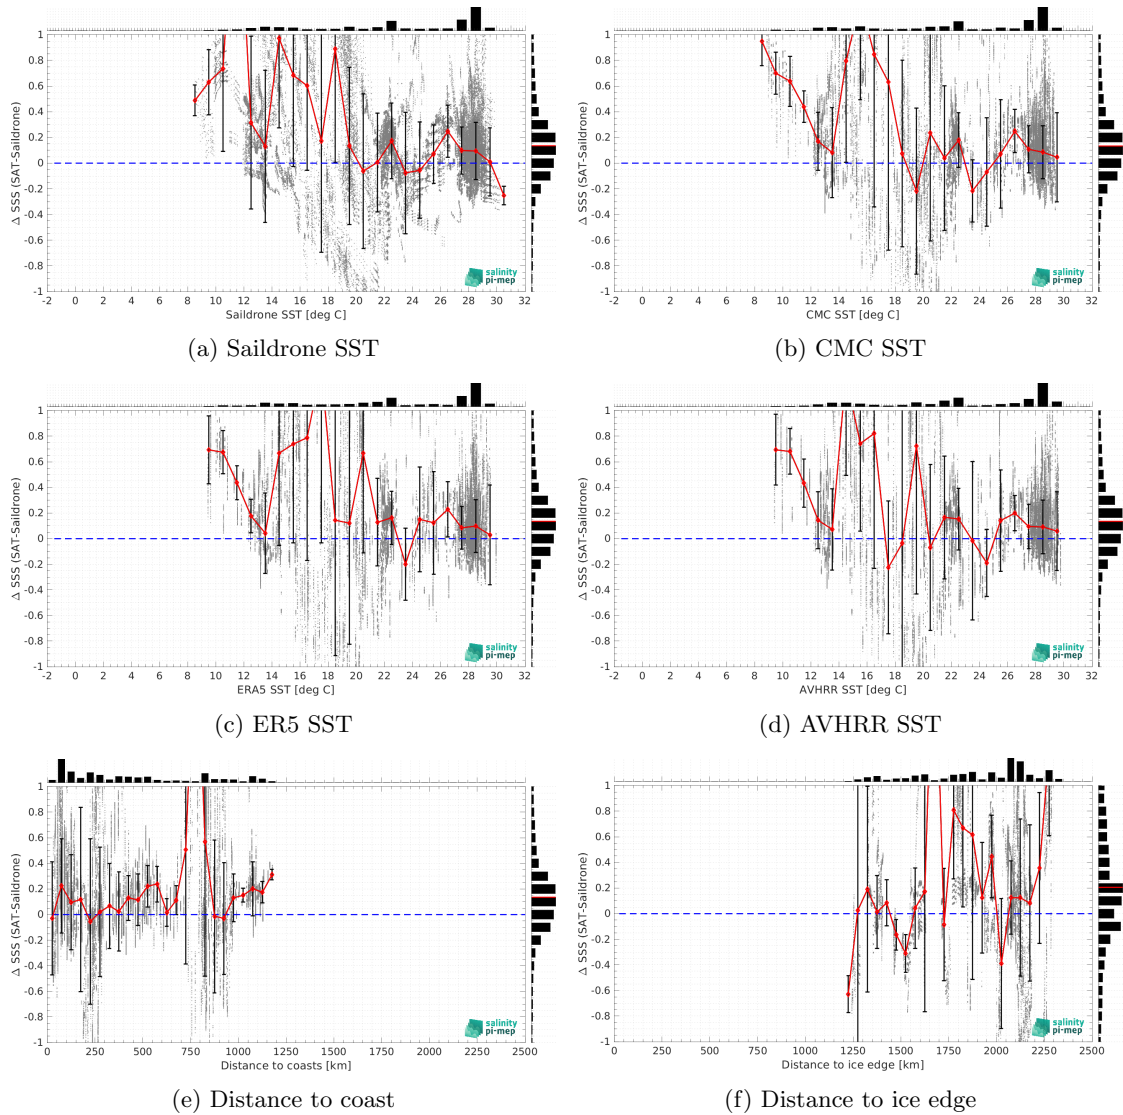 1
0.8
0.6
0.4
0.2
0
-0.2
-0.4
-0.6
-0.8
-1
Δ SSS (SAT-Saildrone)
-2 0 2 4 6 8 10 12 14 16 18 20 22 24 26 28 30 32
Saildrone SST [deg C]
salinity
pi-mep
(a) Saildrone SST
1
0.8
0.6
0.4
0.2
0
-0.2
-0.4
-0.6
-0.8
-1
Δ SSS (SAT-Saildrone)
-2 0 2 4 6 8 10 12 14 16 18 20 22 24 26 28 30 32
CMC SST [deg C]
salinity
pi-mep
(b) CMC SST
1
0.8
0.6
0.4
0.2
0
-0.2
-0.4
-0.6
-0.8
-1
Δ SSS (SAT-Saildrone)
-2 0 2 4 6 8 10 12 14 16 18 20 22 24 26 28 30 32
ERA5 SST [deg C]
salinity
pi-mep
(c) ER5 SST
1
0.8
0.6
0.4
0.2
0
-0.2
-0.4
-0.6
-0.8
-1
Δ SSS (SAT-Saildrone)
-2 0 2 4 6 8 10 12 14 16 18 20 22 24 26 28 30 32
AVHRR SST [deg C]
salinity
pi-mep
(d) AVHRR SST
1
0.8
0.6
0.4
0.2
0
-0.2
-0.4
-0.6
-0.8
-1
Δ SSS (SAT-Saildrone)
0 250 500 750 1000 1250 1500 1750 2000 2250 2500
Distance to coasts [km]
salinity
pi-mep
(e) Distance to coast
1
0.8
0.6
0.4
0.2
0
-0.2
-0.4
-0.6
-0.8
-1
Δ SSS (SAT-Saildrone)
0 250 500 750 1000 1250 1500 1750 2000 2250 2500
Distance to ice edge [km]
salinity
pi-mep
(f) Distance to ice edge